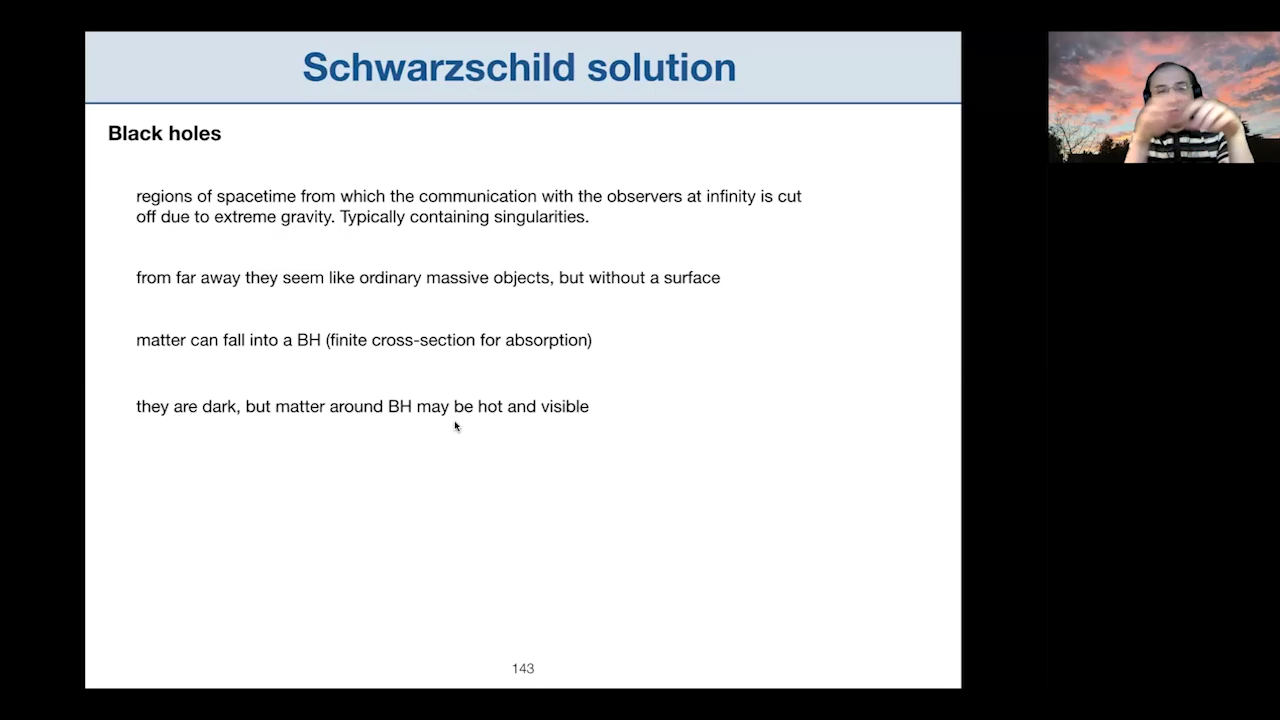 Schwarzschild solution
Black holes
regions of spacetime from which the communication with the observers at infinity is cut
off due to extreme gravity. Typically containing singularities.
from far away they seem like ordinary massive objects, but without a surface
matter can fall into a BH (finite cross-section for absorption)
they are dark, but matter around BH may be hot and visible
143